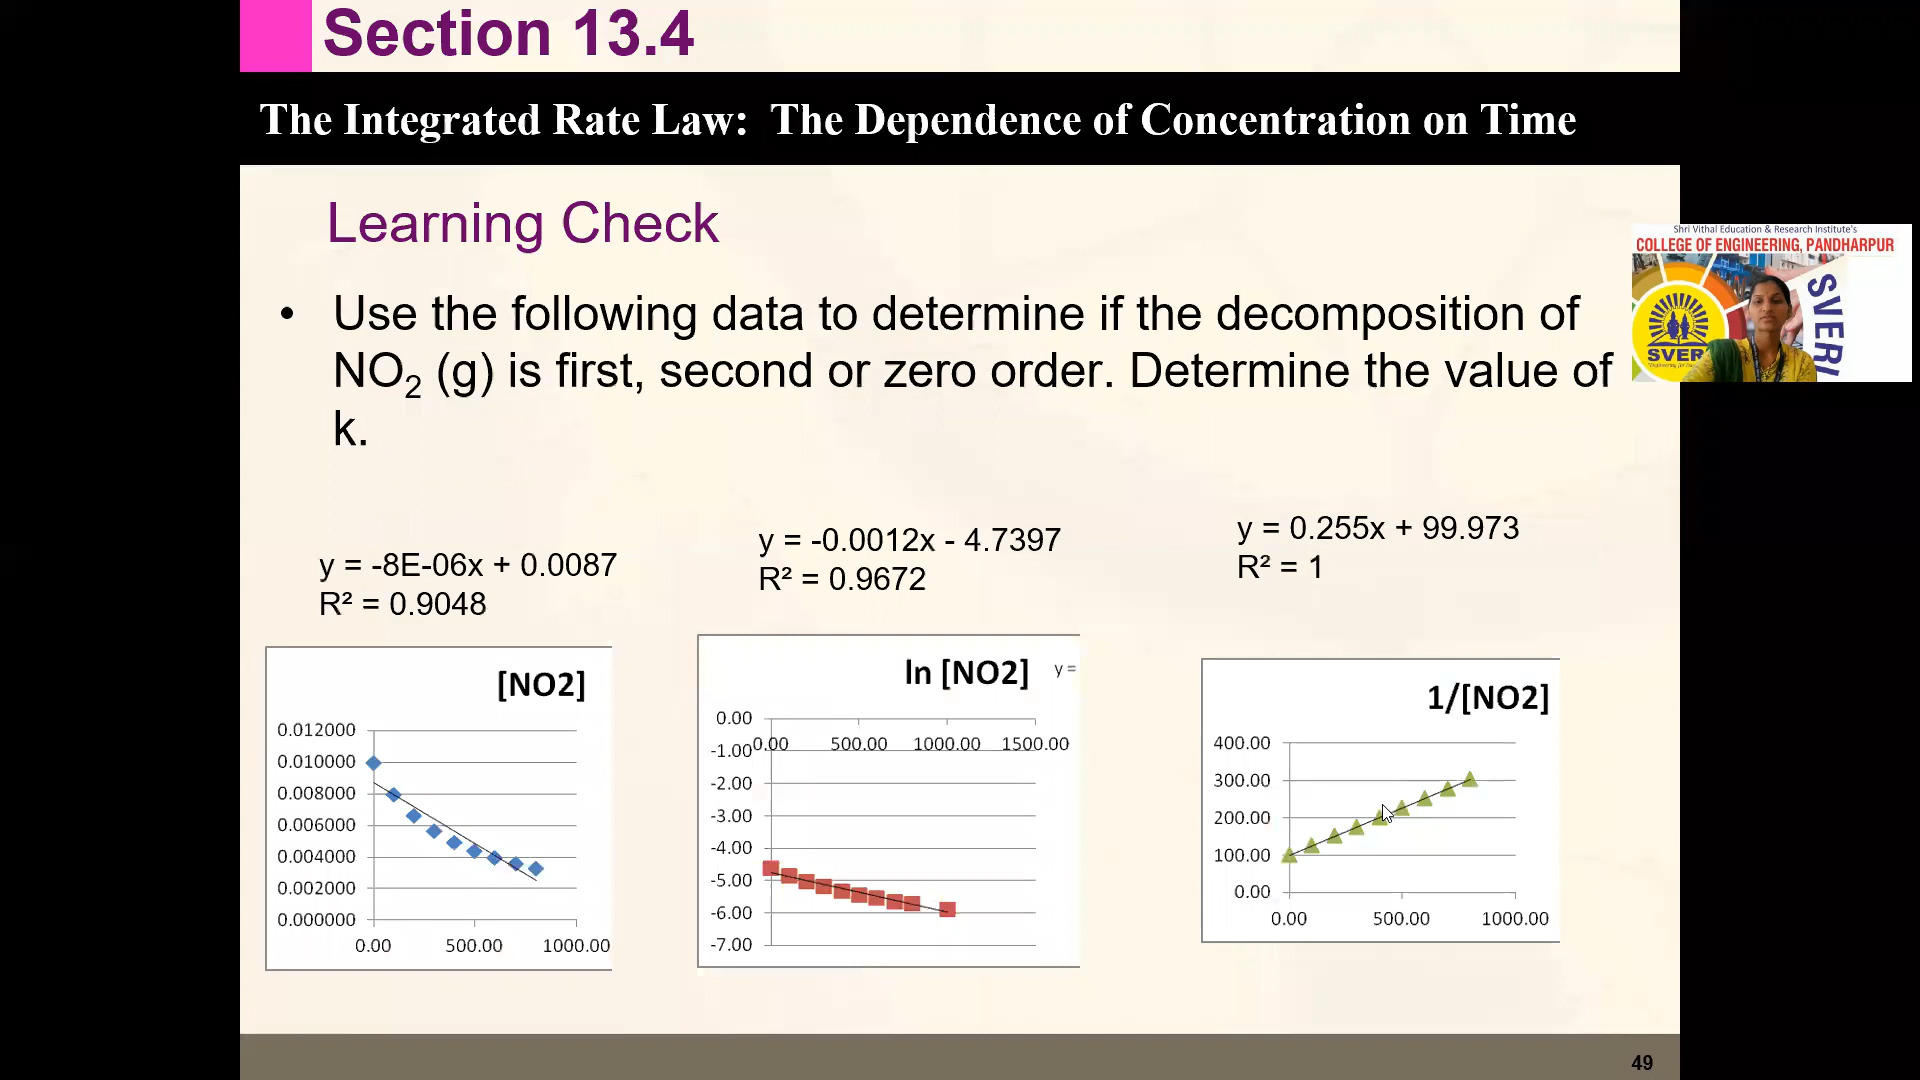 Section 13.4
The Integrated Rate Law: The Dependence of Concentration on Time
Learning Check
• Use the following data to determine if the decomposition of
NO₂ (g) is first, second or zero order. Determine the value of
k.
Shri Vithal Education & Research Institute's
COLLEGE OF ENGINEERING, PANDHARPUR
SVERI
SVERI
y = -8E-06x + 0.0087
R² = 0.9048
y = -0.0012x - 4.7397
R² = 0.9672
y = 0.255x + 99.973
R² = 1
[NO2]
0.012000
0.010000
0.008000
0.006000
0.004000
0.002000
0.000000
0.00 500.00 1000.00
ln [NO2] y =
0.00
-1.00
0.00 500.00 1000.00 1500.00
-2.00
-3.00
-4.00
-5.00
-6.00
-7.00
1/[NO2]
400.00
300.00
200.00
100.00
0.00
0.00 500.00 1000.00
49